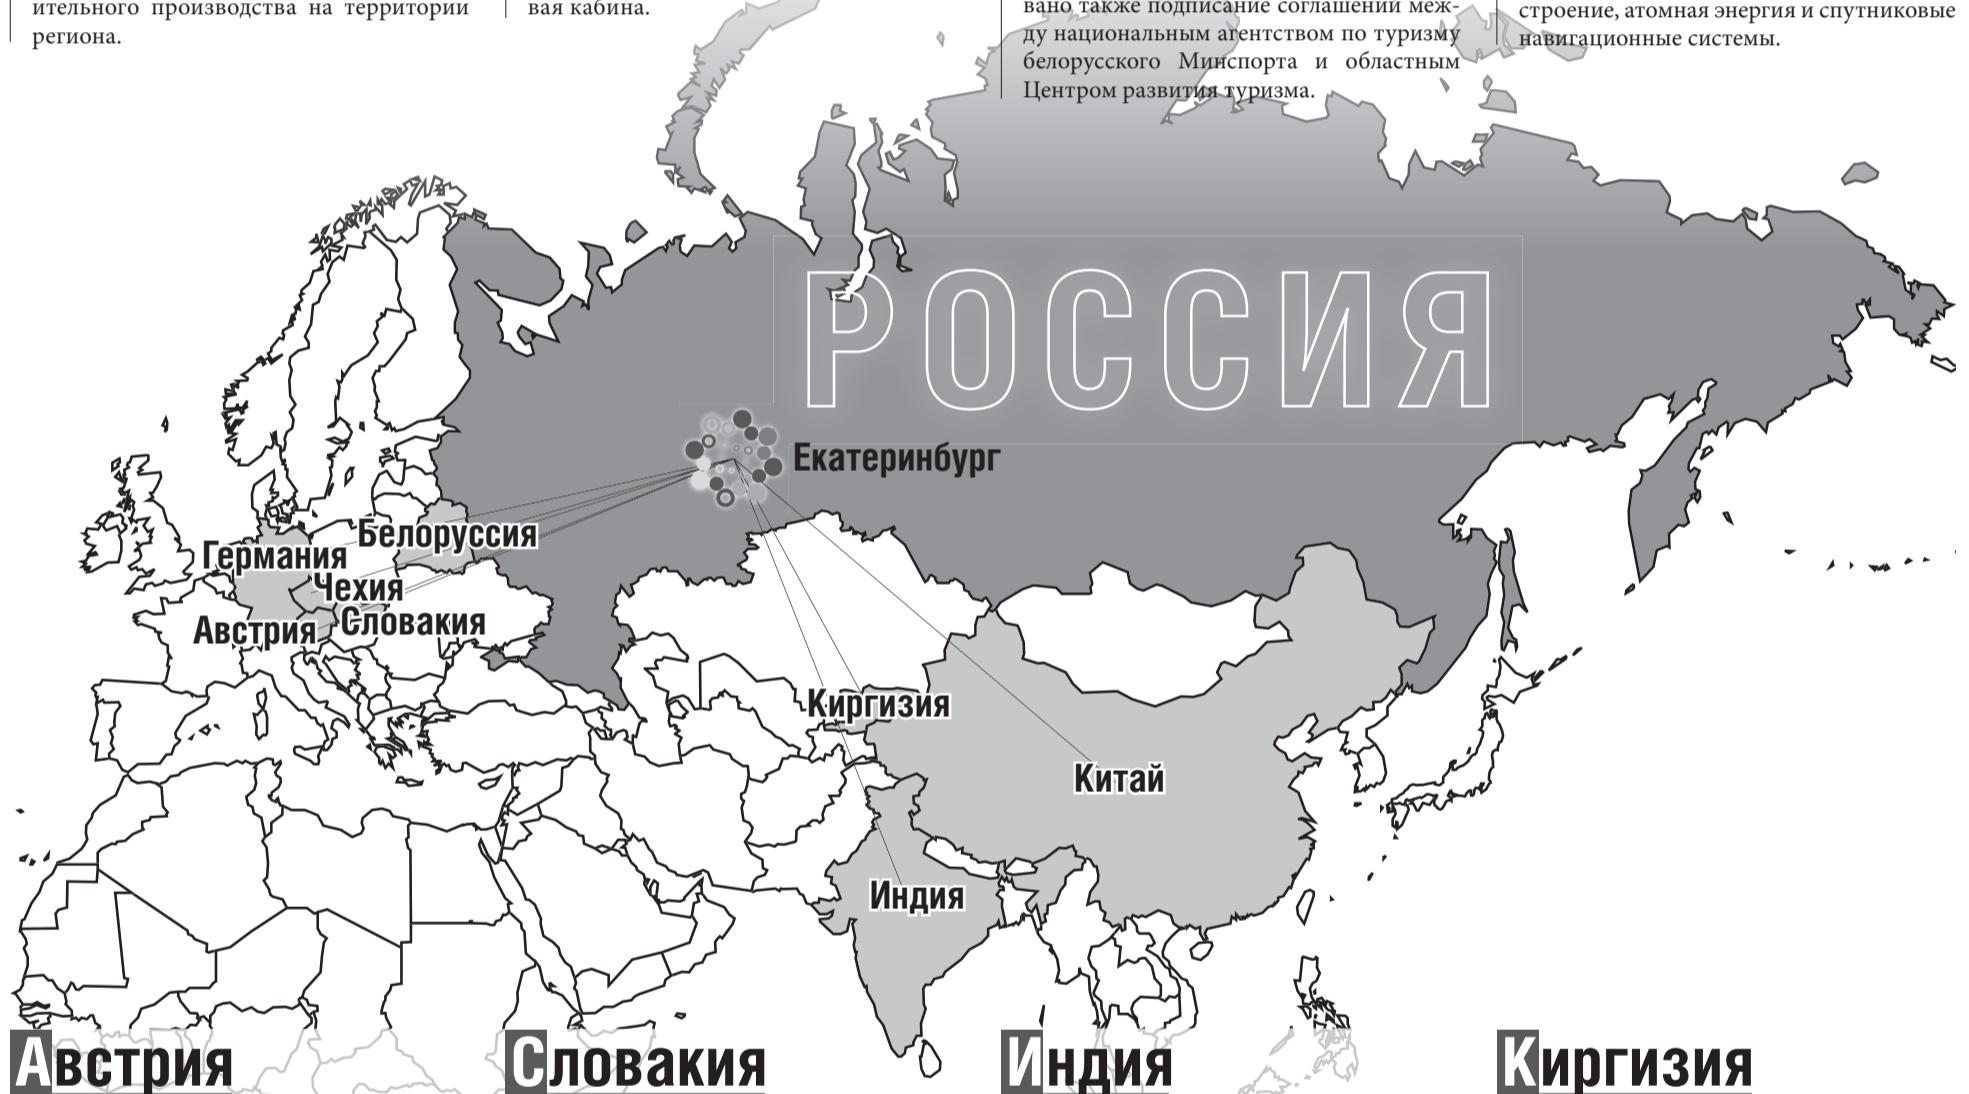 ительного производства на территории
региона.
вая кабина.
вано также подписание соглашений меж-
ду национальным агентством по туризму
белорусского Минспорта и областным
Центром развития туризма.
строение, атомная энергия и спутниковые
навигационные системы.
РОССИЯ
Екатеринбург
Белоруссия
Германия
Чехия
Словакия
Австрия
Киргизия
Китай
Индия
Австрия
Словакия
Индия
Киргизия